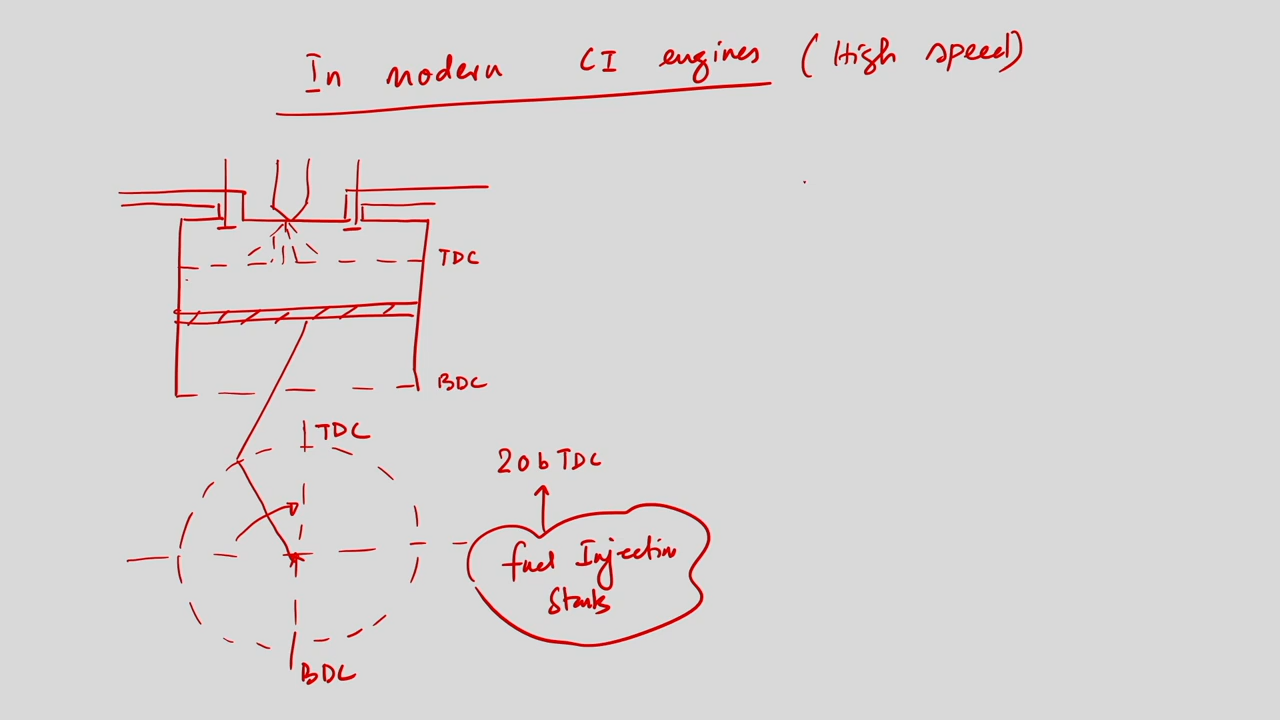 In modern CI engines (High speed)
TDC
BDC
TDC
20 b TDC
fuel Injection
Starts
BDC